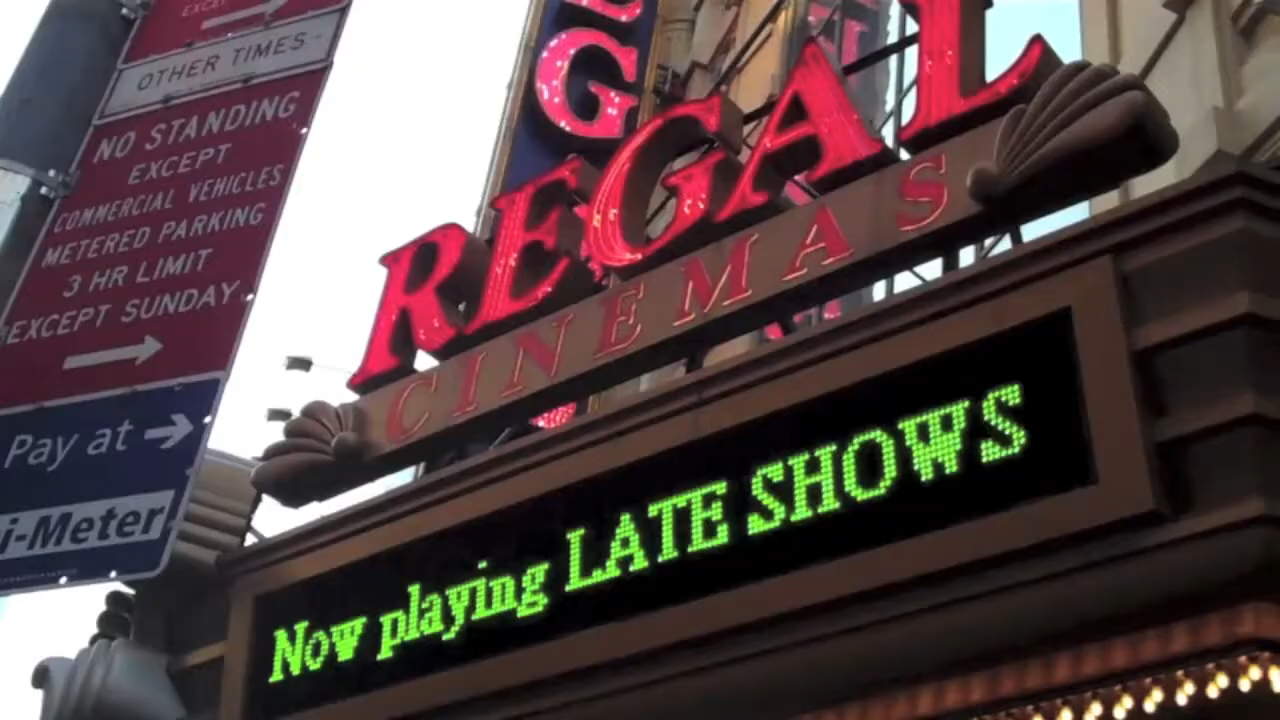 OTHER TIMES
NO STANDING
EXCEPT
COMMERCIAL VEHICLES
METERED PARKING
3 HR LIMIT
EXCEPT SUNDAY
Pay at
i-Meter
G
REGAL
CINEMAS
Now playing LATE SHOWS